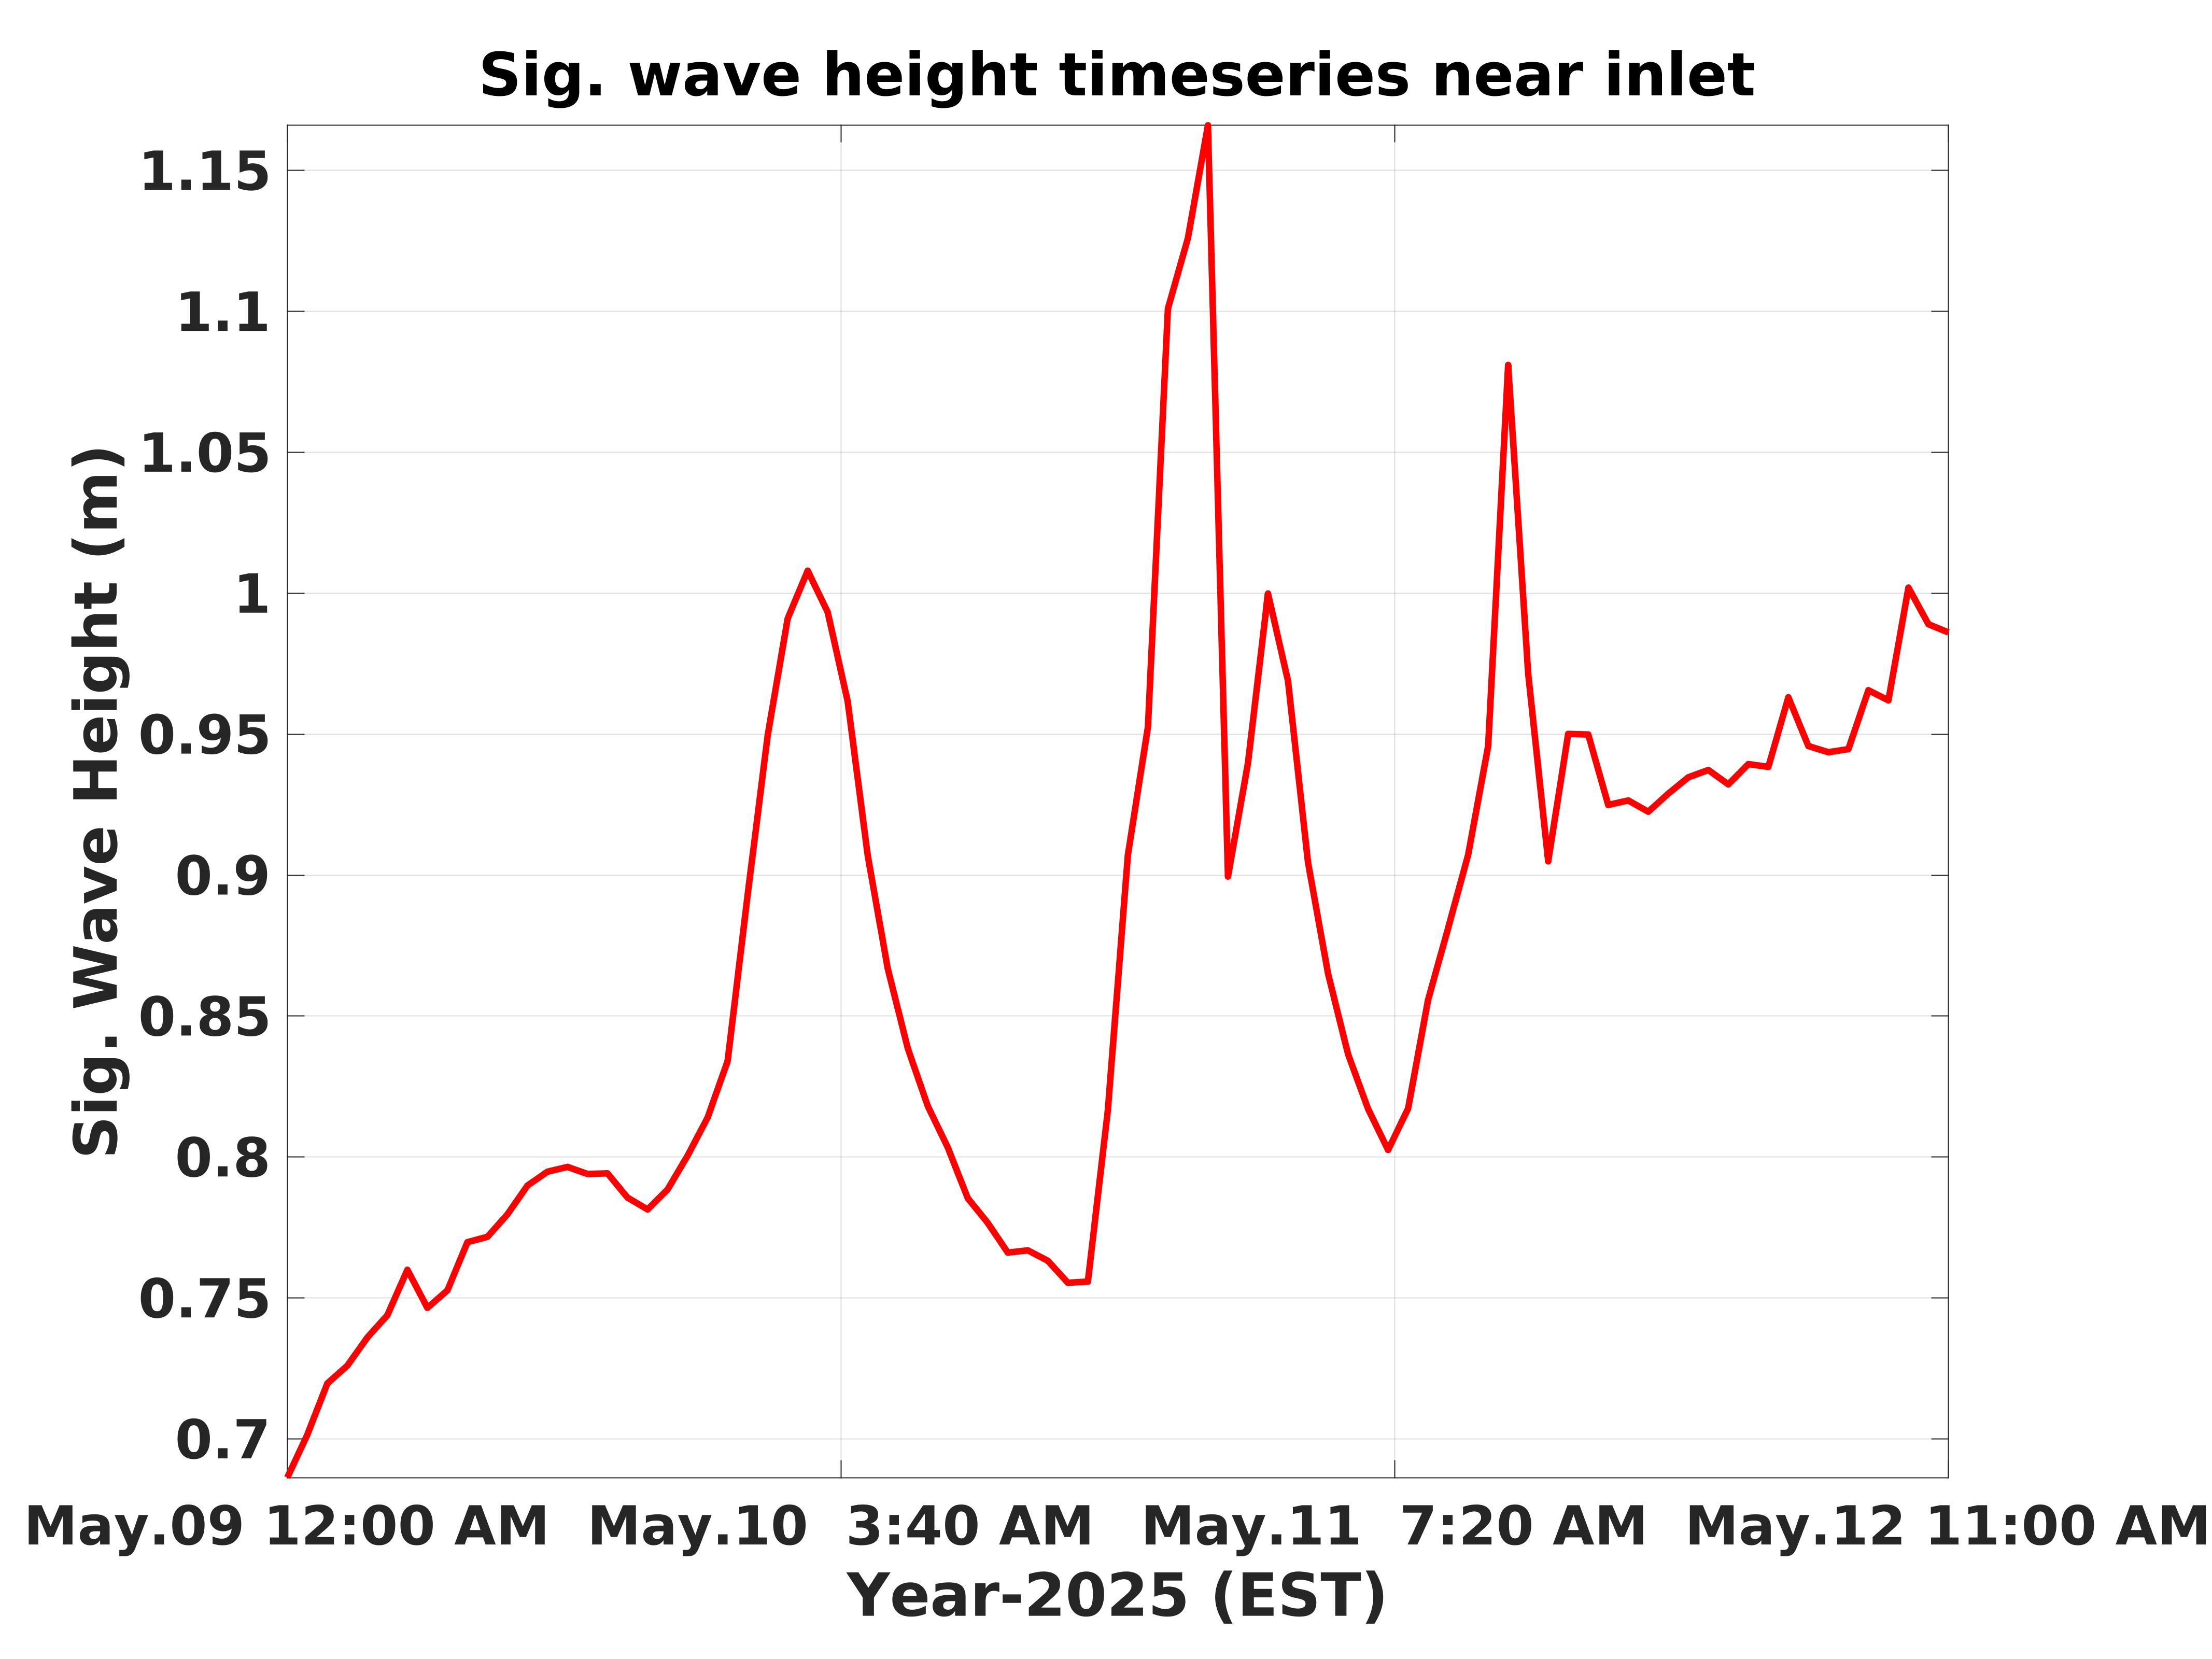 Sig. wave height timeseries near inlet
1.15
1.1
1.05
1
0.95
0.9
0.85
0.8
0.75
0.7
Sig. Wave Height (m)
May.09 12:00 AM May.10 3:40 AM May.11 7:20 AM May.12 11:00 AM
Year-2025 (EST)